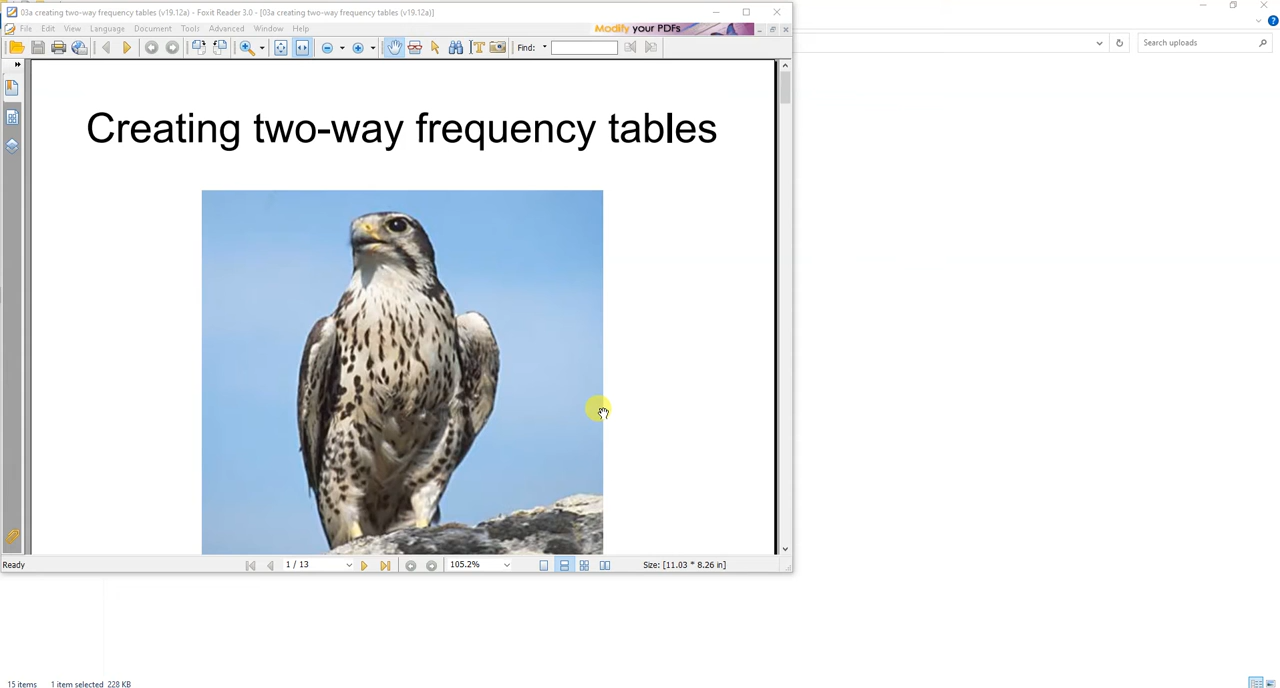 03a creating two-way frequency tables (v19.12a) - Foxit Reader 3.0 - [03a creating two-way frequency tables (v19.12a)]
File Edit View Language Document Tools Advanced Window Help
Modify your PDFs
Find:
Search uploads
Creating two-way frequency tables
Ready
1 / 13
105.2%
Size: [11.03 * 8.26 in]
15 items 1 item selected 228 KB